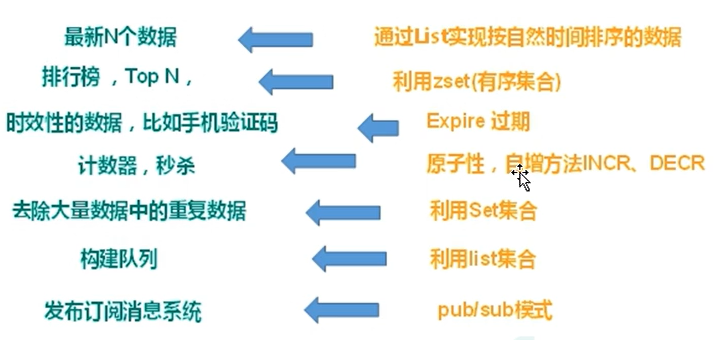 最新N个数据 通过List实现按自然时间排序的数据
排行榜，Top N， 利用zset(有序集合)
时效性的数据，比如手机验证码 Expire 过期
计数器，秒杀 原子性，自增方法INCR、DECR
去除大量数据中的重复数据 利用Set集合
构建队列 利用list集合
发布订阅消息系统 pub/sub模式